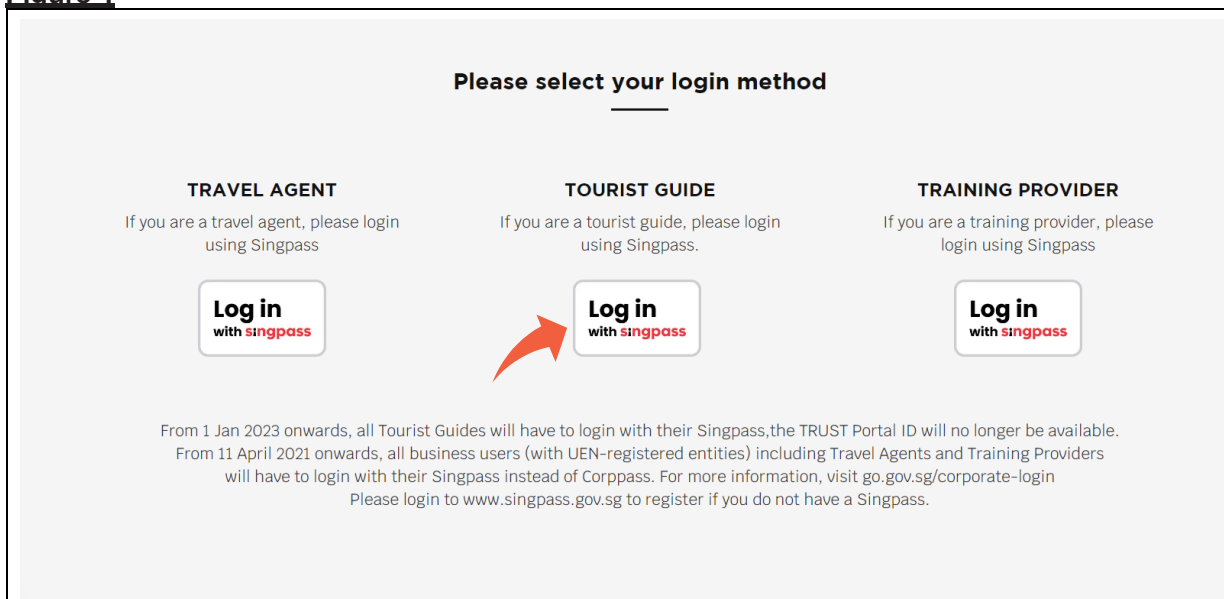 Please select your login method
TRAVEL AGENT
If you are a travel agent, please login
using Singpass
Log in
with singpass
TOURIST GUIDE
If you are a tourist guide, please login
using Singpass.
Log in
with singpass
TRAINING PROVIDER
If you are a training provider, please
login using Singpass
Log in
with singpass
From 1 Jan 2023 onwards, all Tourist Guides will have to login with their Singpass,the TRUST Portal ID will no longer be available.
From 11 April 2021 onwards, all business users (with UEN-registered entities) including Travel Agents and Training Providers
will have to login with their Singpass instead of Corppass. For more information, visit go.gov.sg/corporate-login
Please login to www.singpass.gov.sg to register if you do not have a Singpass.